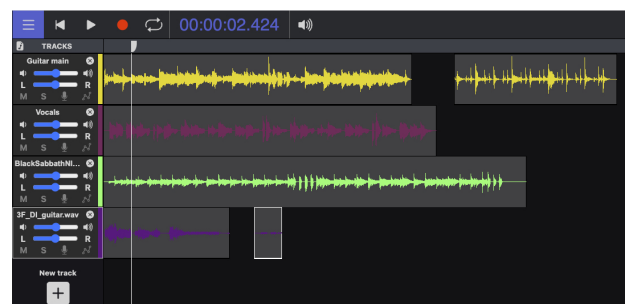 00:00:02.424
TRACKS
Guitar main
L R
M S
Vocals
L R
M S
BlackSabbathNI...
L R
M S
3F_DI_guitar.wav
L R
M S
New track
+